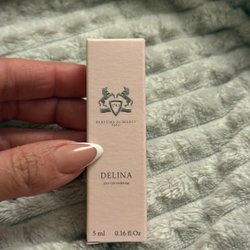 PARFUMS de MARLY
PARIS
DELINA
EAU DE PARFUM
5 ml 0.16 fl Oz